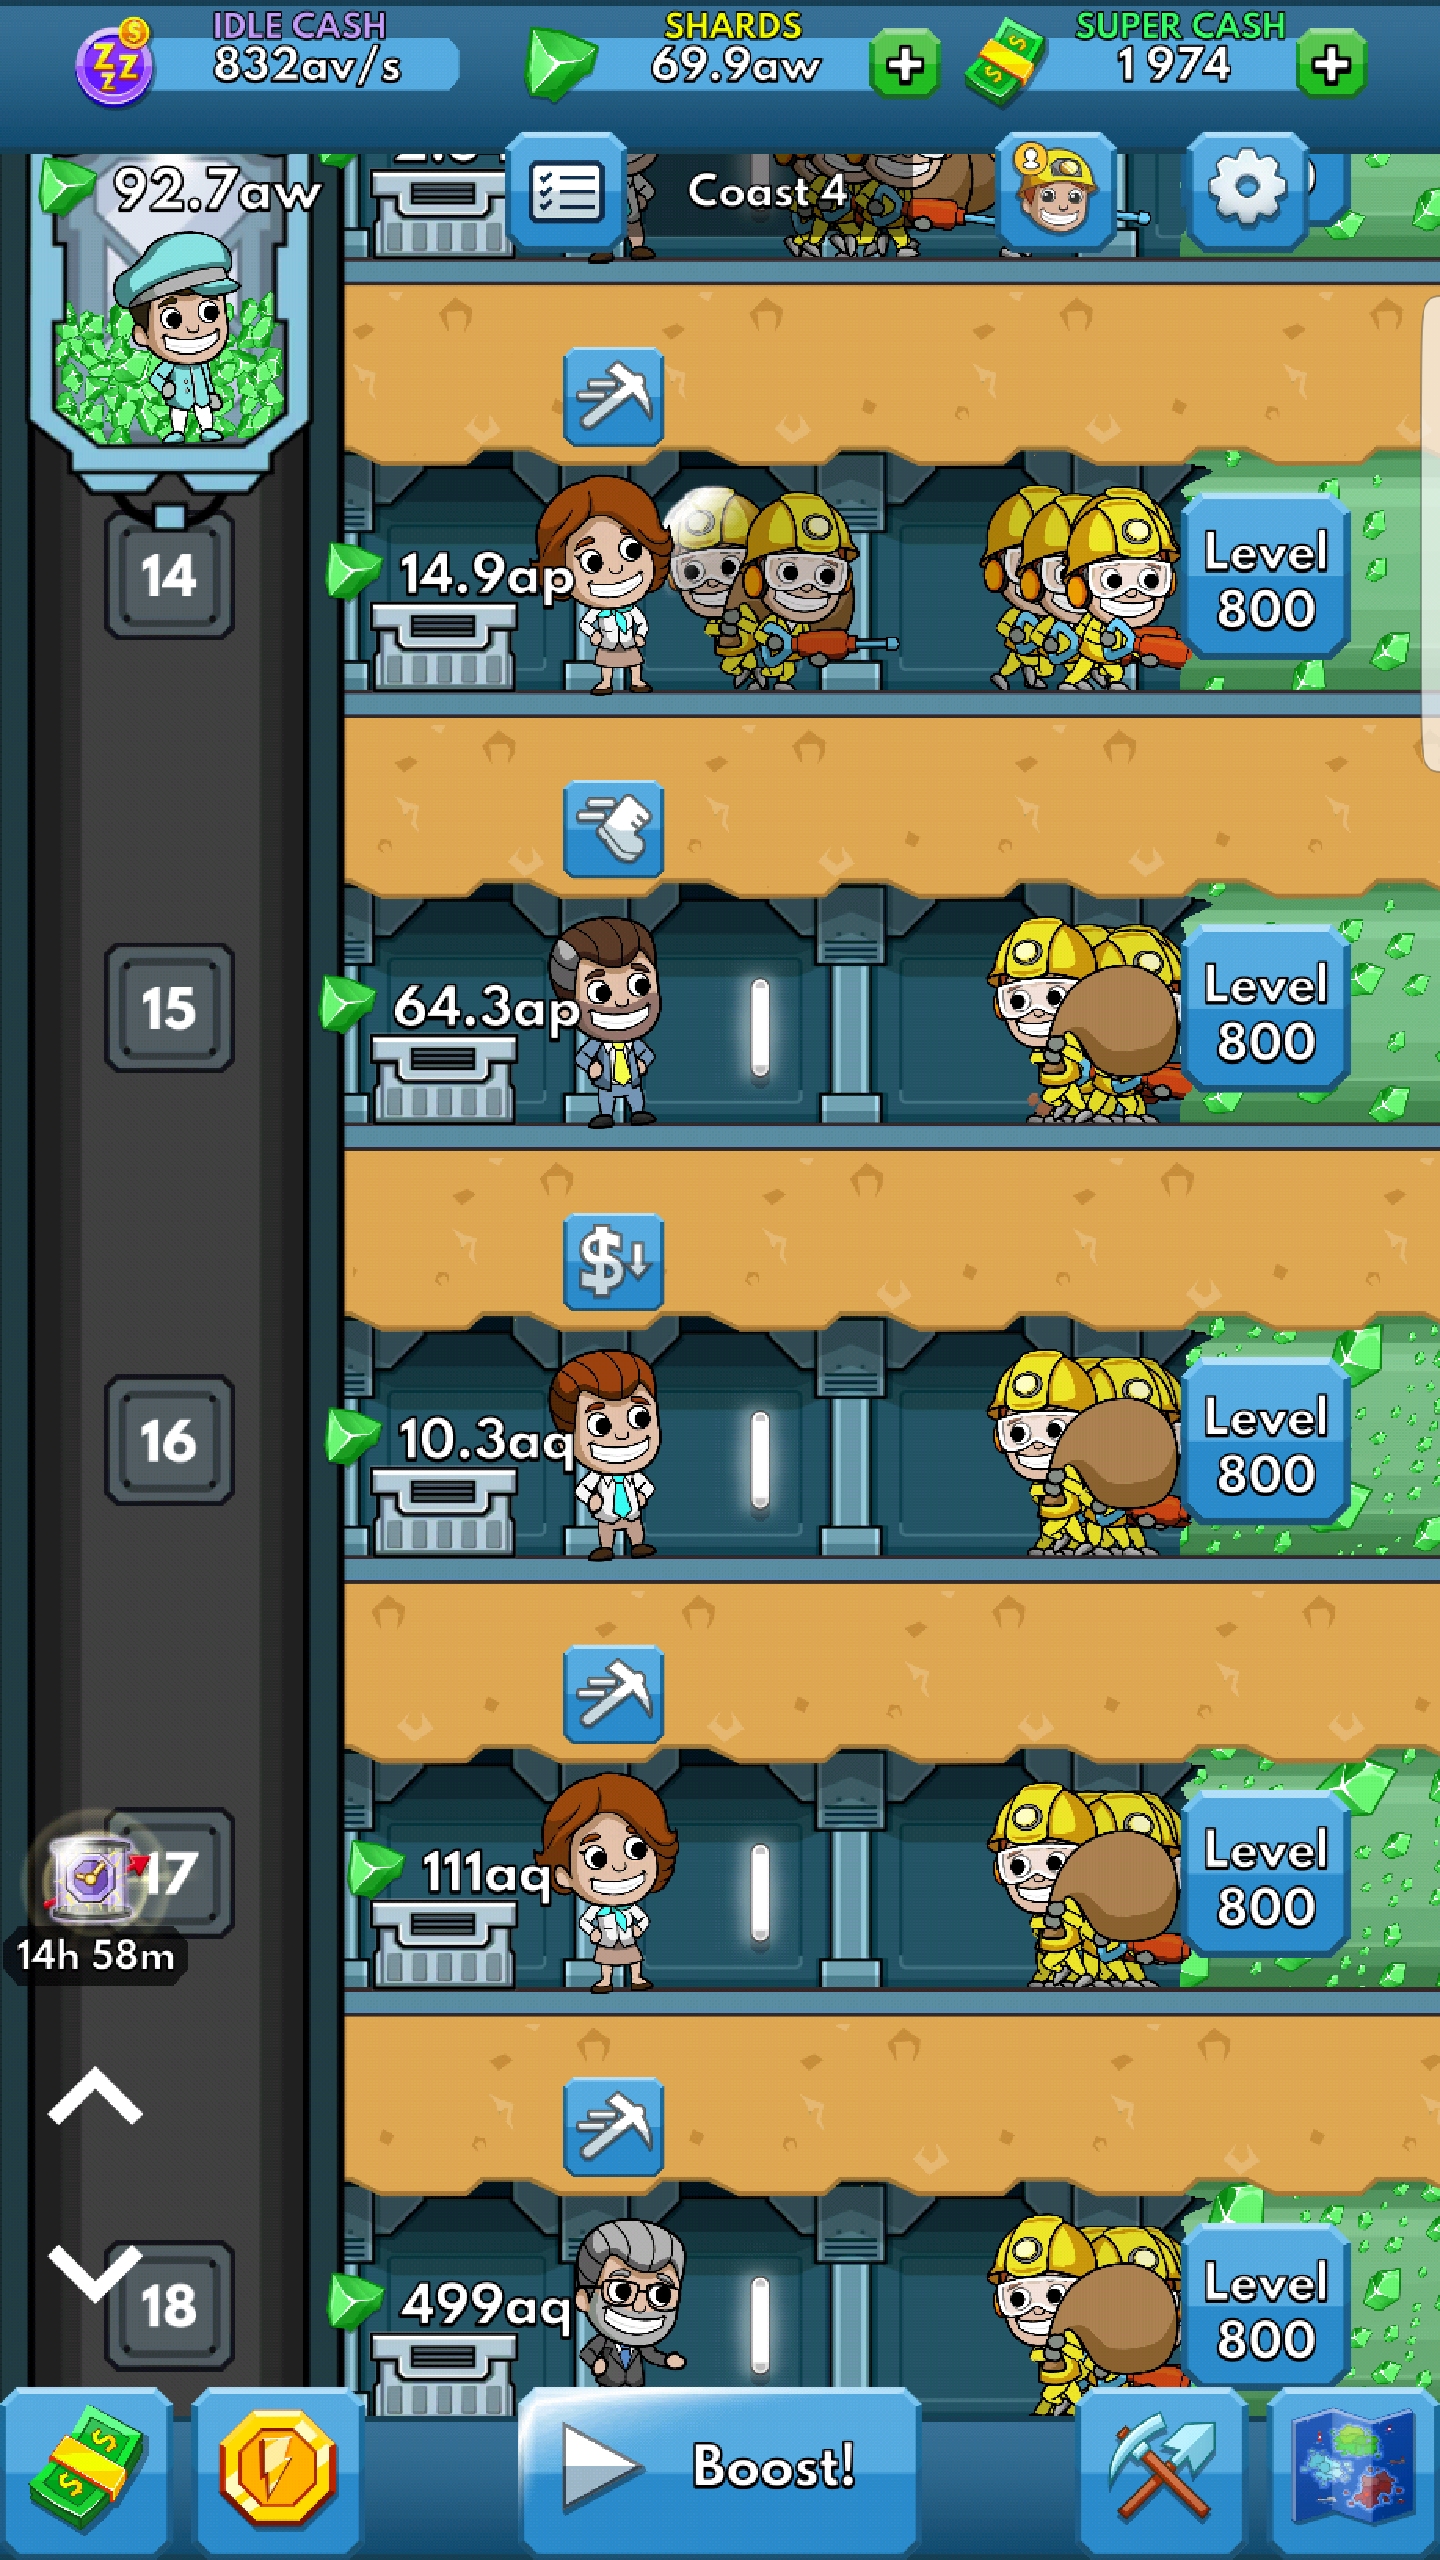 IDLE CASH
832av/s
SHARDS
69.9aw
SUPER CASH
1974
92.7aw
Coast 4
14
14.9ap
Level
800
15
64.3ap
Level
800
16
10.3aq
Level
800
17
111aq
Level
800
14h 58m
18
499aq
Level
800
Boost!